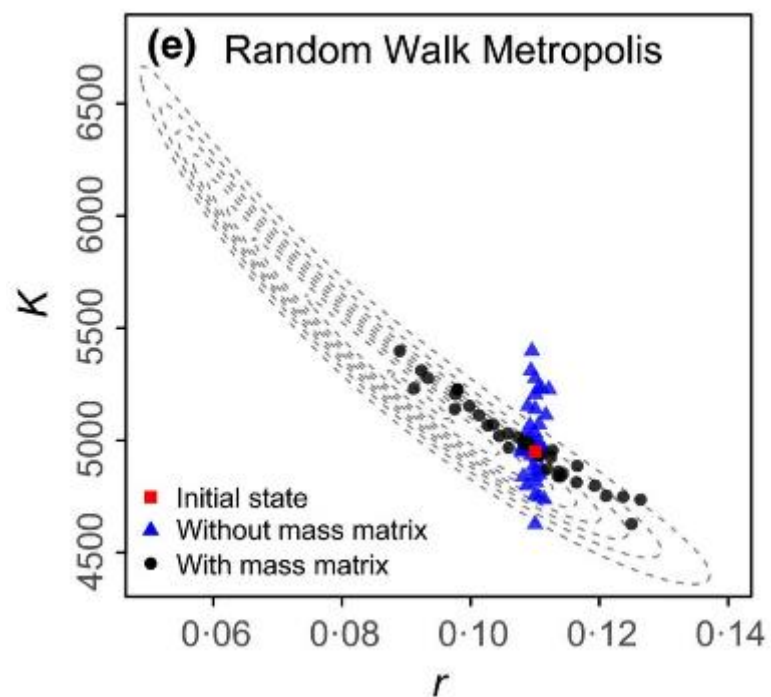 (e) Random Walk Metropolis
6500
6000
5500
5000
4500
K
Initial state
Without mass matrix
With mass matrix
0·06 0·08 0·10 0·12 0·14
r